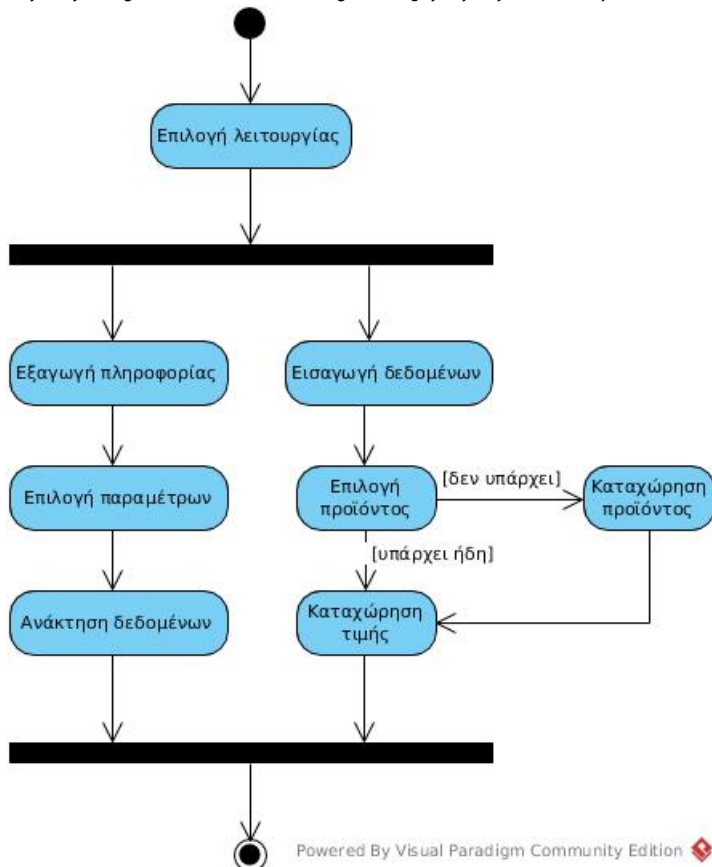 Επιλογή λειτουργίας
Εξαγωγή πληροφορίας
Εισαγωγή δεδομένων
Επιλογή παραμέτρων
Επιλογή
προϊόντος
[δεν υπάρχει]
Καταχώρηση
προϊόντος
[υπάρχει ήδη]
Ανάκτηση δεδομένων
Καταχώρηση
τιμής
Powered By Visual Paradigm Community Edition